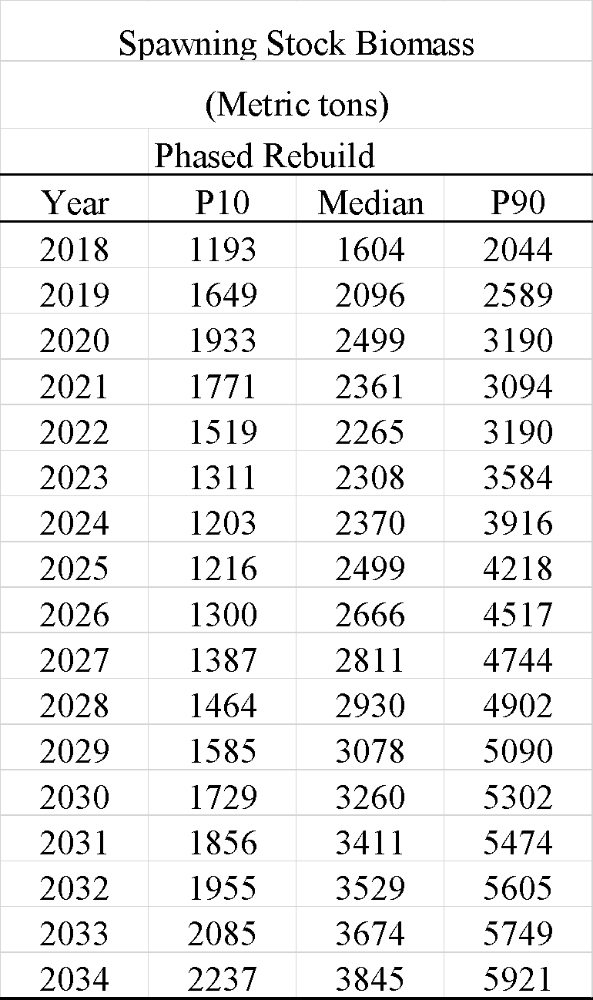 Spawning Stock Biomass
(Metric tons)
Phased Rebuild
Year P10 Median P90
2018 1193 1604 2044
2019 1649 2096 2589
2020 1933 2499 3190
2021 1771 2361 3094
2022 1519 2265 3190
2023 1311 2308 3584
2024 1203 2370 3916
2025 1216 2499 4218
2026 1300 2666 4517
2027 1387 2811 4744
2028 1464 2930 4902
2029 1585 3078 5090
2030 1729 3260 5302
2031 1856 3411 5474
2032 1955 3529 5605
2033 2085 3674 5749
2034 2237 3845 5921